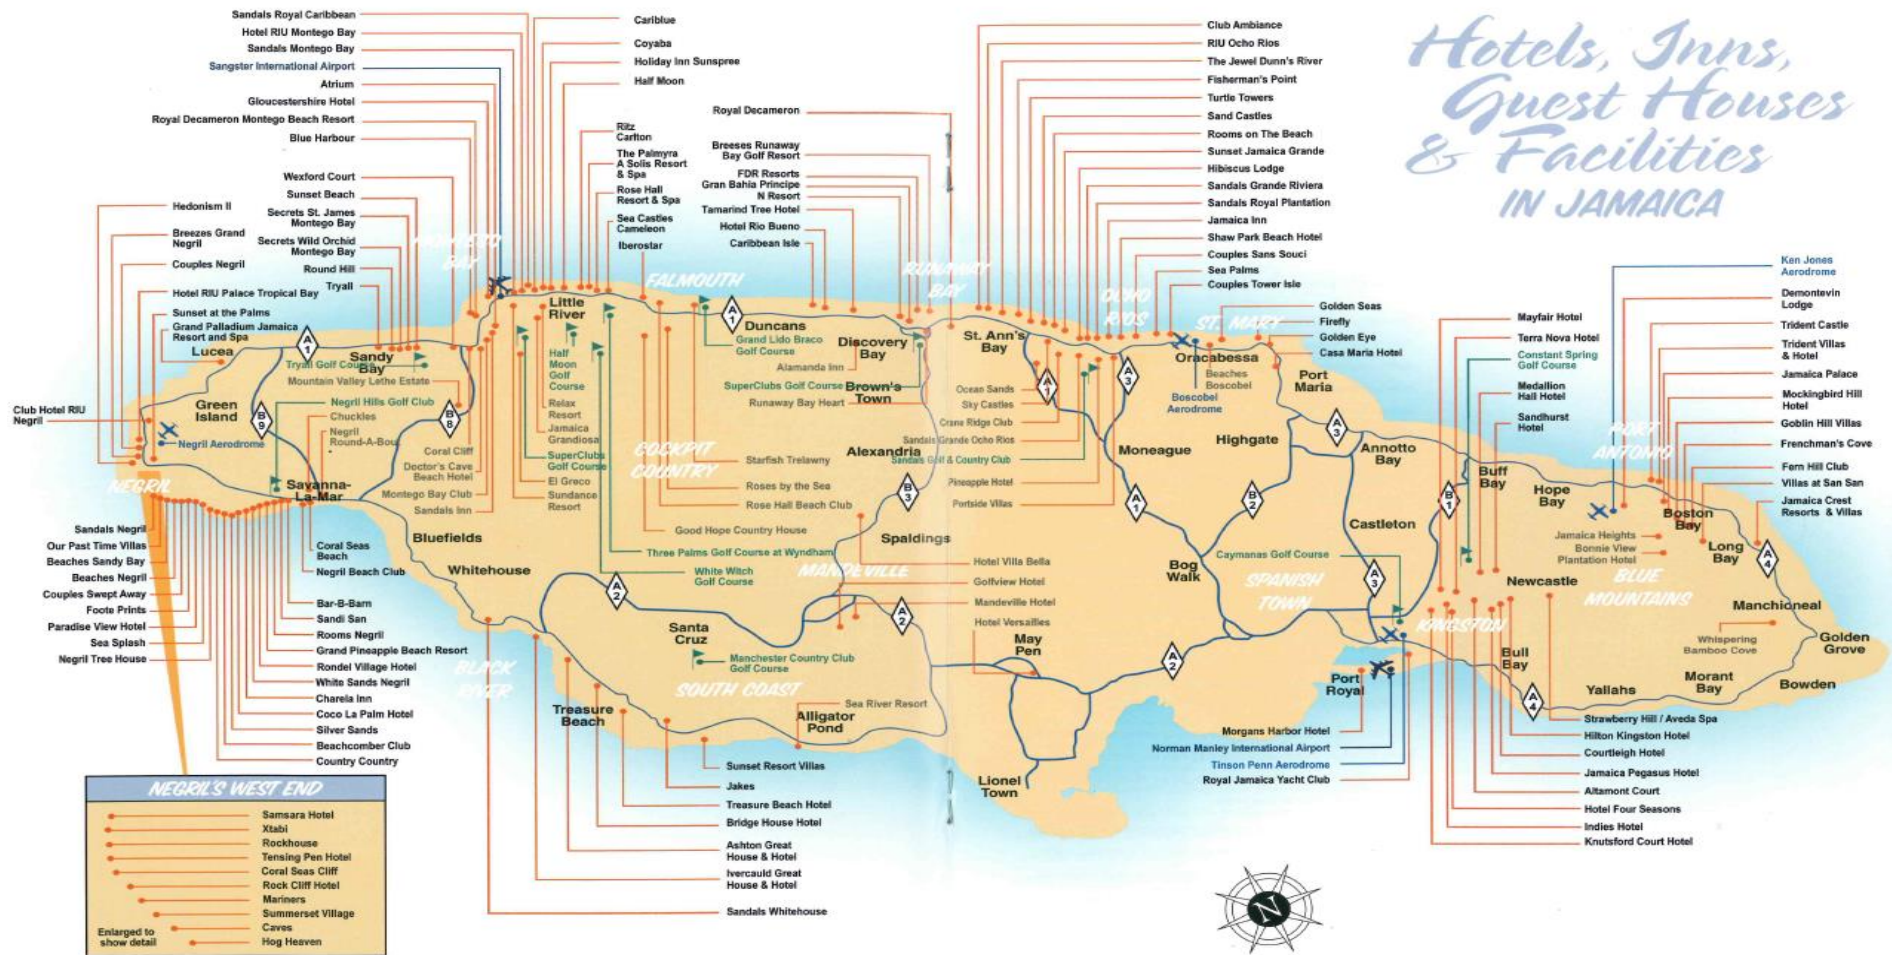 Hotels, Inns,
Guest Houses
& Facilities
IN JAMAICA
Sandals Royal Caribbean
Hotel RIU Montego Bay
Sandals Montego Bay
Sangster International Airport
Atrium
Gloucestershire Hotel
Royal Decameron Montego Beach Resort
Blue Harbour
Wexford Court
Sunset Beach
Secrets St. James
Montego Bay
Secrets Wild Orchid
Montego Bay
Round Hill
Tryall
Hedonism II
Breezes Grand
Negril
Couples Negril
Hotel RIU Palace Tropical Bay
Sunset at the Palms
Grand Palladium Jamaica
Resort and Spa
Club Hotel RIU
Negril
Cariblue
Coyaba
Holiday Inn Sunspree
Half Moon
Ritz
Carlton
The Palmyra
A Solis Resort
& Spa
Rose Hall
Resort & Spa
Sea Castles
Cameleon
Iberostar
Royal Decameron
Breeses Runaway
Bay Golf Resort
FDR Resorts
Gran Bahia Principe
N Resort
Tamarind Tree Hotel
Hotel Rio Bueno
Caribbean Isle
Club Ambiance
RIU Ocho Rios
The Jewel Dunn's River
Fisherman's Point
Turtle Towers
Sand Castles
Rooms on The Beach
Sunset Jamaica Grande
Hibiscus Lodge
Sandals Grande Riviera
Sandals Royal Plantation
Jamaica Inn
Shaw Park Beach Hotel
Couples Sans Souci
Sea Palms
Couples Tower Isle
Golden Seas
Firefly
Golden Eye
Casa Maria Hotel
Mayfair Hotel
Terra Nova Hotel
Constant Spring
Golf Course
Medallion
Hall Hotel
Sandhurst
Hotel
Ken Jones
Aerodrome
Demontevin
Lodge
Trident Castle
Trident Villas
& Hotel
Jamaica Palace
Mockingbird Hill
Hotel
Goblin Hill Villas
Frenchman's Cove
Fern Hill Club
Villas at San San
Jamaica Crest
Resorts & Villas
MONTEGO
BAY
FALMOUTH
RUNAWAY
BAY
OCHO
RIOS
ST. MARY
PORT
ANTONIO
Lucea
A
1
Sandy
Bay
Tryall Golf Course
Mountain Valley Lethe Estate
Green
Island
B
9
Negril Hills Golf Club
Chuckles
Negril
Round-A-Bou
B
8
Negril Aerodrome
NEGRIL
Savanna-
La-Mar
Coral Cliff
Doctor's Cave
Beach Hotel
Montego Bay Club
Sandals Inn
Little
River
Half
Moon
Golf
Course
Relax
Resort
Jamaica
Grandiosa
SuperClubs
Golf Course
El Greco
Sundance
Resort
COCKPIT
COUNTRY
A
1
Duncans
Grand Lido Braco
Golf Course
Discovery
Bay
Alamanda Inn
SuperClubs Golf Course
Brown's
Town
Runaway Bay Heart
Alexandria
Starfish Trelawny
Roses by the Sea
Rose Hall Beach Club
Good Hope Country House
Three Palms Golf Course at Wyndham
White Witch
Golf Course
B
3
Spaldings
St. Ann's
Bay
A
1
A
3
Ocean Sands
Sky Castles
Crane Ridge Club
Sandals Grande Ocho Rios
Sandals Golf & Country Club
Pineapple Hotel
Portside Villas
Moneague
A
1
Oracabessa
Beaches
Boscobel
Boscobel
Aerodrome
Port
Maria
Highgate
B
2
A
3
Annotto
Bay
B
1
Buff
Bay
Hope
Bay
Boston
Bay
Long
Bay
A
4
Jamaica Heights
Bonnie View
Plantation Hotel
BLUE
MOUNTAINS
Newcastle
Castleton
Caymanas Golf Course
Bog
Walk
SPANISH
TOWN
A
3
KINGSTON
Manchioneal
Whispering
Bamboo Cove
Golden
Grove
Bull
Bay
Morant
Bay
Bowden
Yallahs
A
4
Port
Royal
Bluefields
Whitehouse
A
2
MANDEVILLE
Hotel Villa Bella
Golfview Hotel
Mandeville Hotel
Hotel Versailles
A
2
Santa
Cruz
Manchester Country Club
Golf Course
SOUTH COAST
BLACK
RIVER
Treasure
Beach
Sea River Resort
Alligator
Pond
May
Pen
A
2
Lionel
Town
Sandals Negril
Our Past Time Villas
Beaches Sandy Bay
Beaches Negril
Couples Swept Away
Foote Prints
Paradise View Hotel
Sea Splash
Negril Tree House
Coral Seas
Beach
Negril Beach Club
Bar-B-Barn
Sandi San
Rooms Negril
Grand Pineapple Beach Resort
Rondel Village Hotel
White Sands Negril
Charela Inn
Coco La Palm Hotel
Silver Sands
Beachcomber Club
Country Country
Sunset Resort Villas
Jakes
Treasure Beach Hotel
Bridge House Hotel
Ashton Great
House & Hotel
Ivercauld Great
House & Hotel
Sandals Whitehouse
Morgans Harbor Hotel
Norman Manley International Airport
Tinson Penn Aerodrome
Royal Jamaica Yacht Club
Strawberry Hill / Aveda Spa
Hilton Kingston Hotel
Courtleigh Hotel
Jamaica Pegasus Hotel
Altamont Court
Hotel Four Seasons
Indies Hotel
Knutsford Court Hotel
NEGRIL'S WEST END
Samsara Hotel
Xtabi
Rockhouse
Tensing Pen Hotel
Coral Seas Cliff
Rock Cliff Hotel
Mariners
Summerset Village
Caves
Hog Heaven
Enlarged to
show detail
N